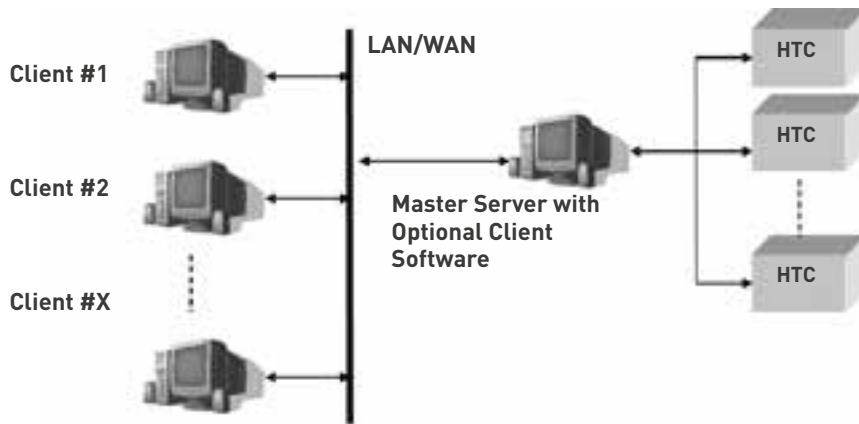 Client #1
Client #2
Client #X
LAN/WAN
Master Server with
Optional Client
Software
HTC
HTC
HTC